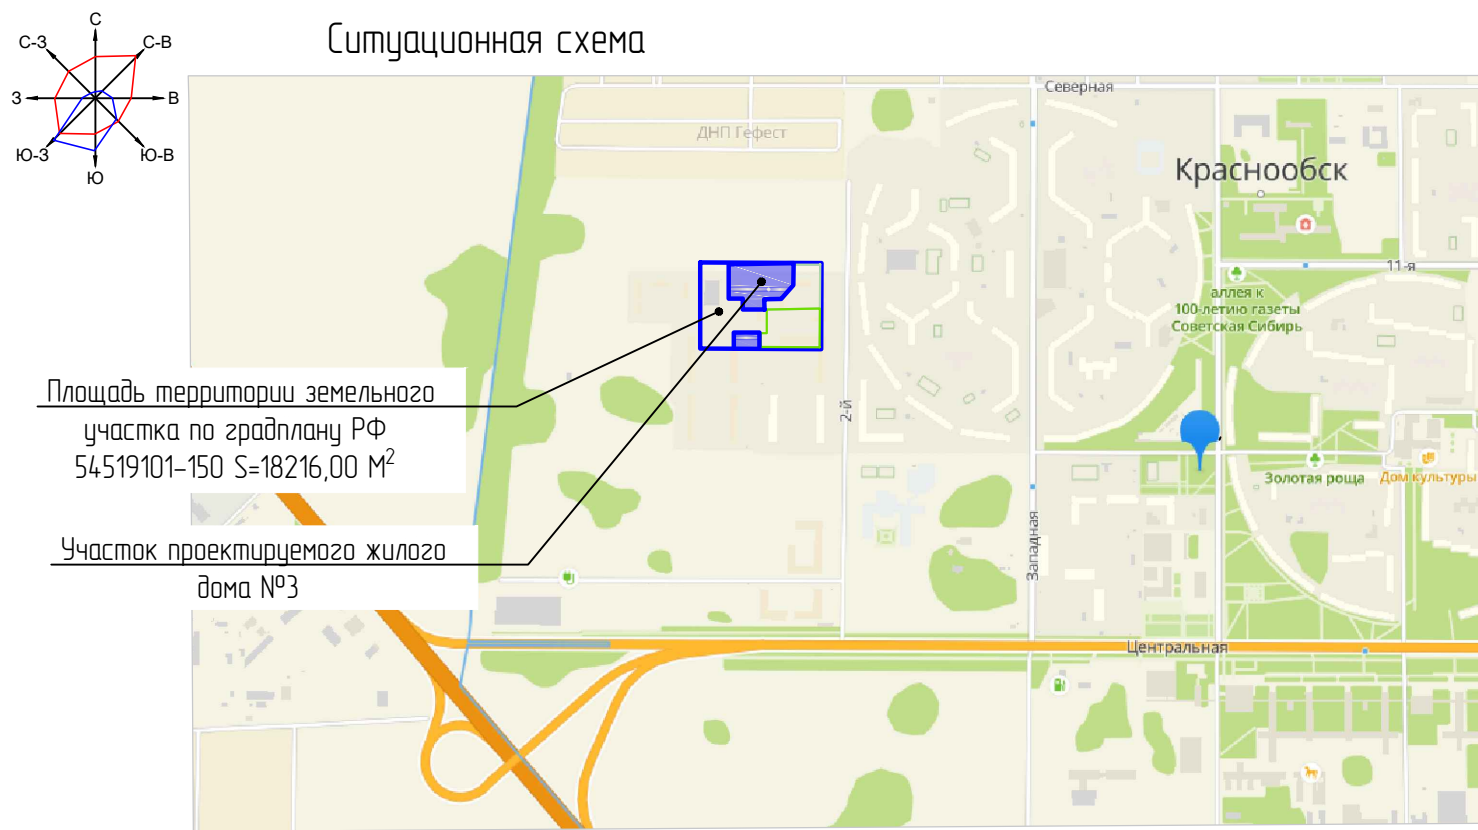 С
С-З
С-В
З
В
Ю-З
Ю-В
Ю
Ситуационная схема
Северная
ДНП Гефест
Краснообск
11-я
аллея к
100-летию газеты
Советская Сибирь
Площадь территории земельного
участка по градплану РФ
54519101-150 S=18216,00 М²
2-й
Золотая роща
Дом культуры
Западная
Участок проектируемого жилого
дома №3
Центральная